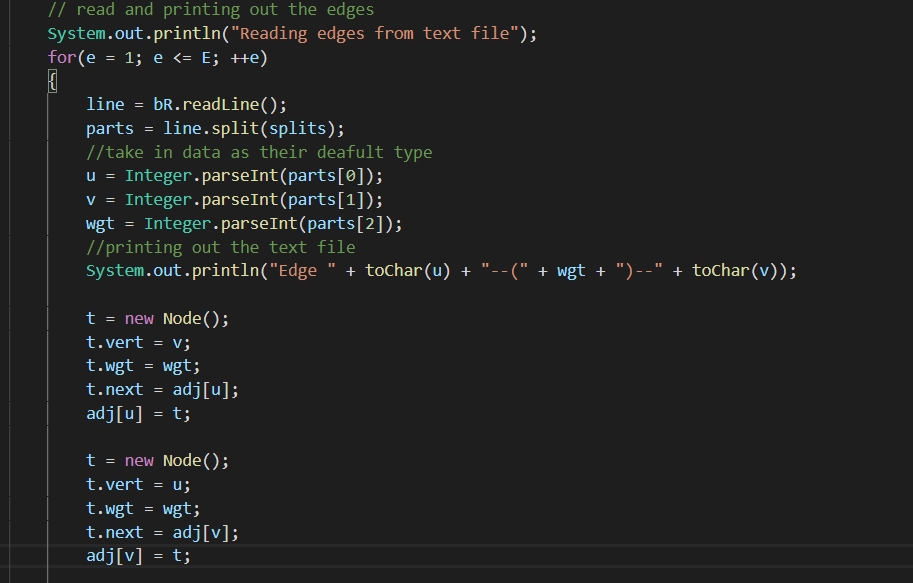 // read and printing out the edges
System.out.println("Reading edges from text file");
for(e = 1; e <= E; ++e)
{
line = bR.readLine();
parts = line.split(splits);
//take in data as their deafult type
u = Integer.parseInt(parts[0]);
v = Integer.parseInt(parts[1]);
wgt = Integer.parseInt(parts[2]);
//printing out the text file
System.out.println("Edge " + toChar(u) + "--(" + wgt + ")--" + toChar(v));
t = new Node();
t.vert = v;
t.wgt = wgt;
t.next = adj[u];
adj[u] = t;
t = new Node();
t.vert = u;
t.wgt = wgt;
t.next = adj[v];
adj[v] = t;